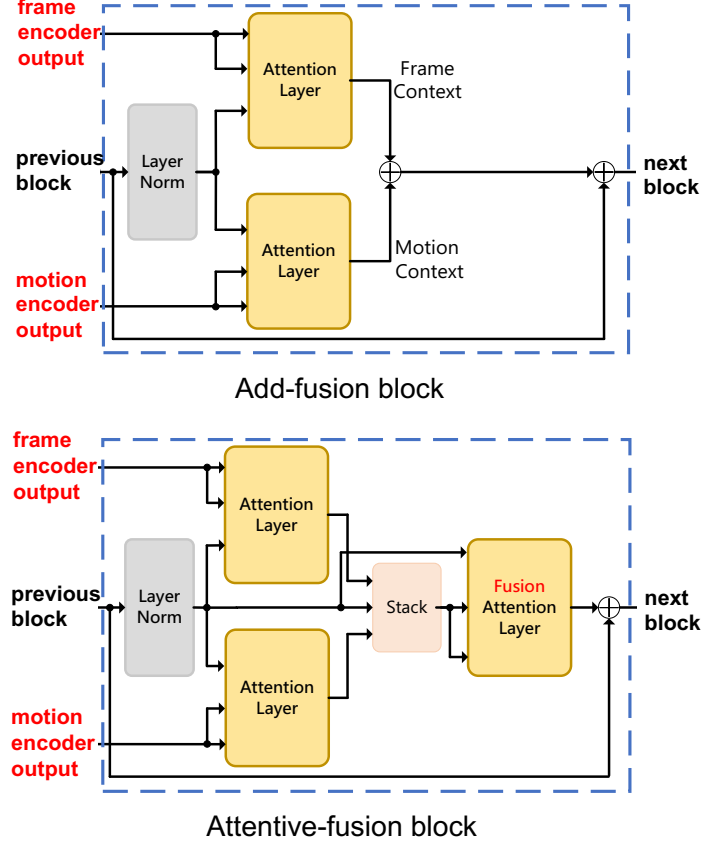 frame
encoder
output
Attention
Layer
Frame
Context
previous
block
Layer
Norm
next
block
Attention
Layer
Motion
Context
motion
encoder
output
Add-fusion block
frame
encoder
output
Attention
Layer
previous
block
Layer
Norm
Stack
Fusion
Attention
Layer
next
block
Attention
Layer
motion
encoder
output
Attentive-fusion block